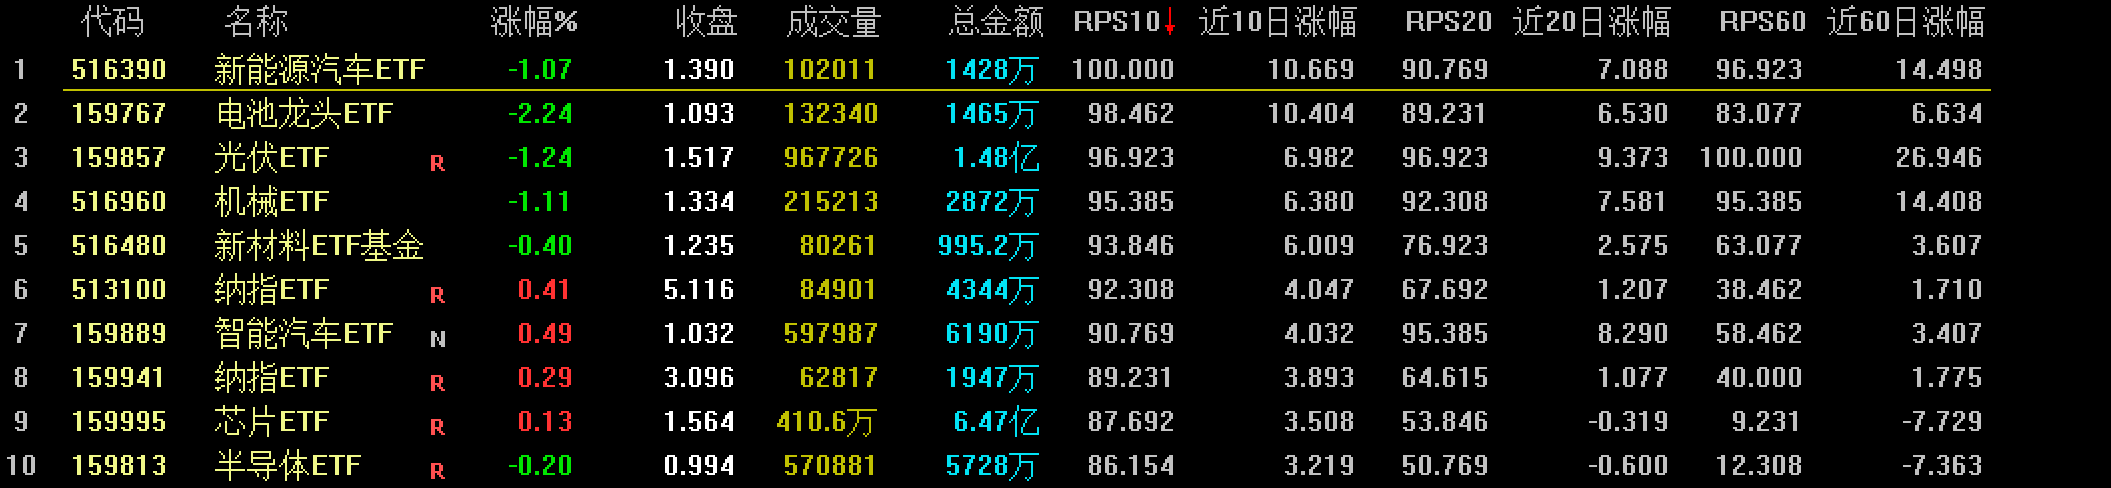 代码 名称 涨幅% 收盘 成交量 总金额 RPS10↓ 近10日涨幅 RPS20 近20日涨幅 RPS60 近60日涨幅
1 516390 新能源汽车ETF -1.07 1.390 102011 1428万 100.000 10.669 90.769 7.088 96.923 14.498
2 159767 电池龙头ETF -2.24 1.093 132340 1465万 98.462 10.404 89.231 6.530 83.077 6.634
3 159857 光伏ETF R -1.24 1.517 967726 1.48亿 96.923 6.982 96.923 9.373 100.000 26.946
4 516960 机械ETF -1.11 1.334 215213 2872万 95.385 6.380 92.308 7.581 95.385 14.408
5 516480 新材料ETF基金 -0.40 1.235 80261 995.2万 93.846 6.009 76.923 2.575 63.077 3.607
6 513100 纳指ETF R 0.41 5.116 84901 4344万 92.308 4.047 67.692 1.207 38.462 1.710
7 159889 智能汽车ETF N 0.49 1.032 597987 6190万 90.769 4.032 95.385 8.290 58.462 3.407
8 159941 纳指ETF R 0.29 3.096 62817 1947万 89.231 3.893 64.615 1.077 40.000 1.775
9 159995 芯片ETF R 0.13 1.564 410.6万 6.47亿 87.692 3.508 53.846 -0.319 9.231 -7.729
10 159813 半导体ETF R -0.20 0.994 570881 5728万 86.154 3.219 50.769 -0.600 12.308 -7.363